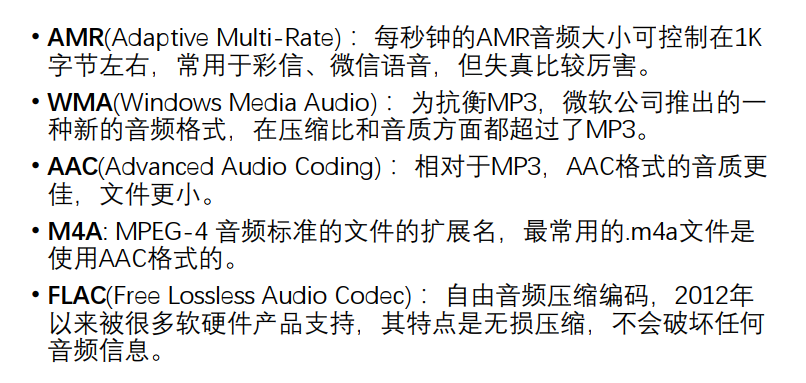 • AMR(Adaptive Multi-Rate)：每秒钟的AMR音频大小可控制在1K
字节左右，常用于彩信、微信语音，但失真比较厉害。
• WMA(Windows Media Audio)：为抗衡MP3，微软公司推出的一
种新的音频格式，在压缩比和音质方面都超过了MP3。
• AAC(Advanced Audio Coding)：相对于MP3，AAC格式的音质更
佳，文件更小。
• M4A: MPEG-4 音频标准的文件的扩展名，最常用的.m4a文件是
使用AAC格式的。
• FLAC(Free Lossless Audio Codec)：自由音频压缩编码，2012年
以来被很多软硬件产品支持，其特点是无损压缩，不会破坏任何
音频信息。